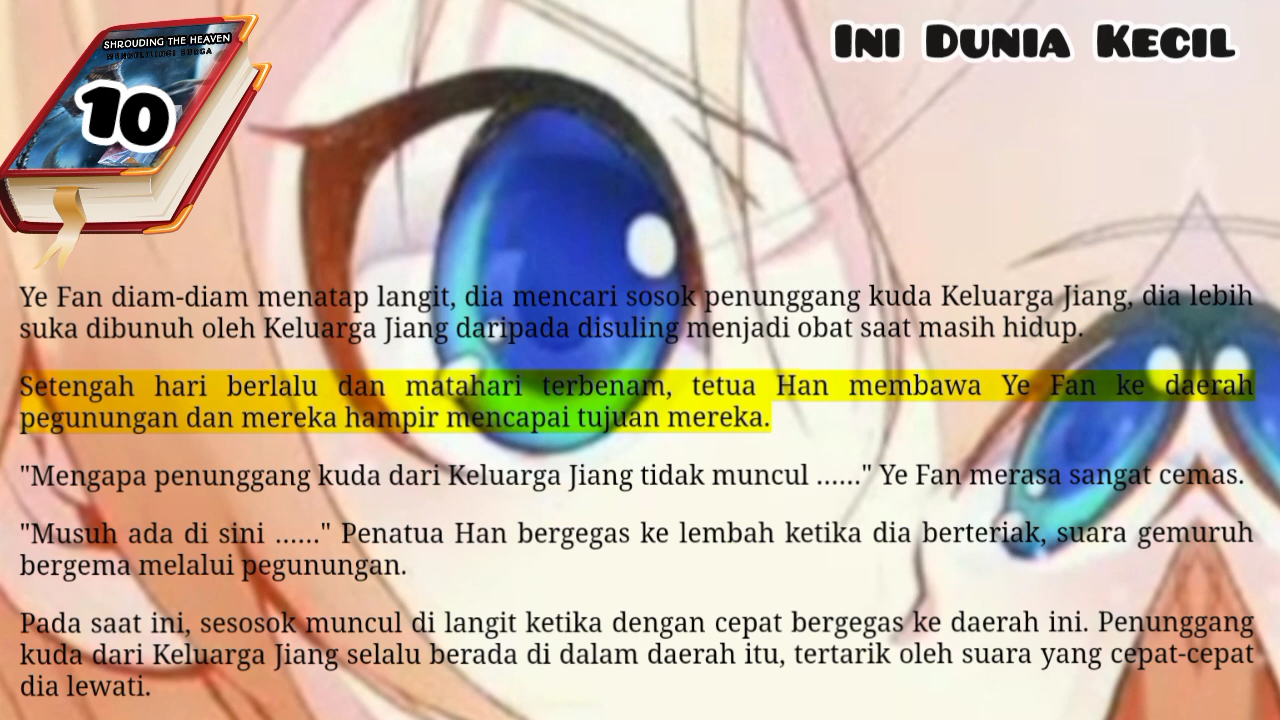 SHROUDING THE HEAVEN
10
Ini Dunia Kecil
Ye Fan diam-diam menatap langit, dia mencari sosok penunggang kuda Keluarga Jiang, dia lebih
suka dibunuh oleh Keluarga Jiang daripada disuling menjadi obat saat masih hidup.
Setengah hari berlalu dan matahari terbenam, tetua Han membawa Ye Fan ke daerah
pegunungan dan mereka hampir mencapai tujuan mereka.
"Mengapa penunggang kuda dari Keluarga Jiang tidak muncul ......" Ye Fan merasa sangat cemas.
"Musuh ada di sini ......" Penatua Han bergegas ke lembah ketika dia berteriak, suara gemuruh
bergema melalui pegunungan.
Pada saat ini, sesosok muncul di langit ketika dengan cepat bergegas ke daerah ini. Penunggang
kuda dari Keluarga Jiang selalu berada di dalam daerah itu, tertarik oleh suara yang cepat-cepat
dia lewati.